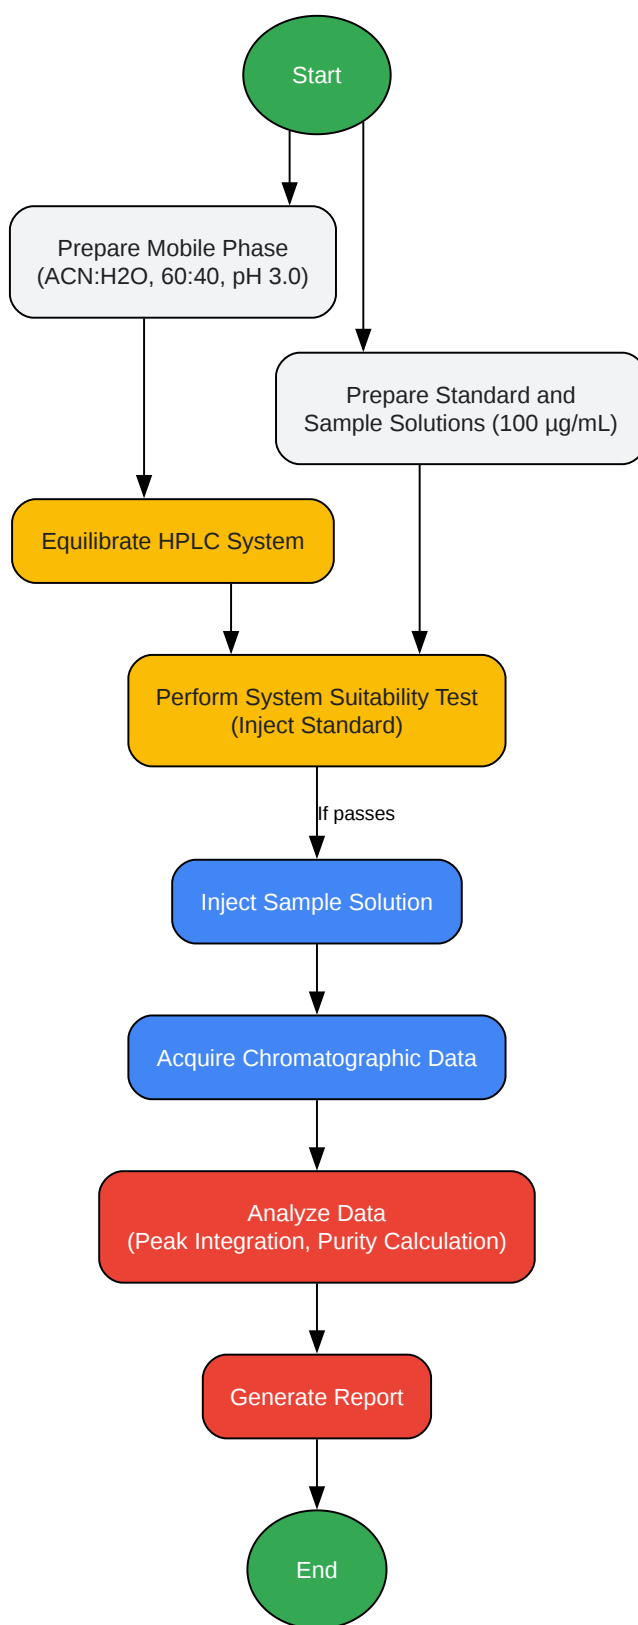 Start
Prepare Mobile Phase
(ACN:H2O, 60:40, pH 3.0)
Prepare Standard and
Sample Solutions (100 µg/mL)
Equilibrate HPLC System
Perform System Suitability Test
(Inject Standard)
If passes
Inject Sample Solution
Acquire Chromatographic Data
Analyze Data
(Peak Integration, Purity Calculation)
Generate Report
End